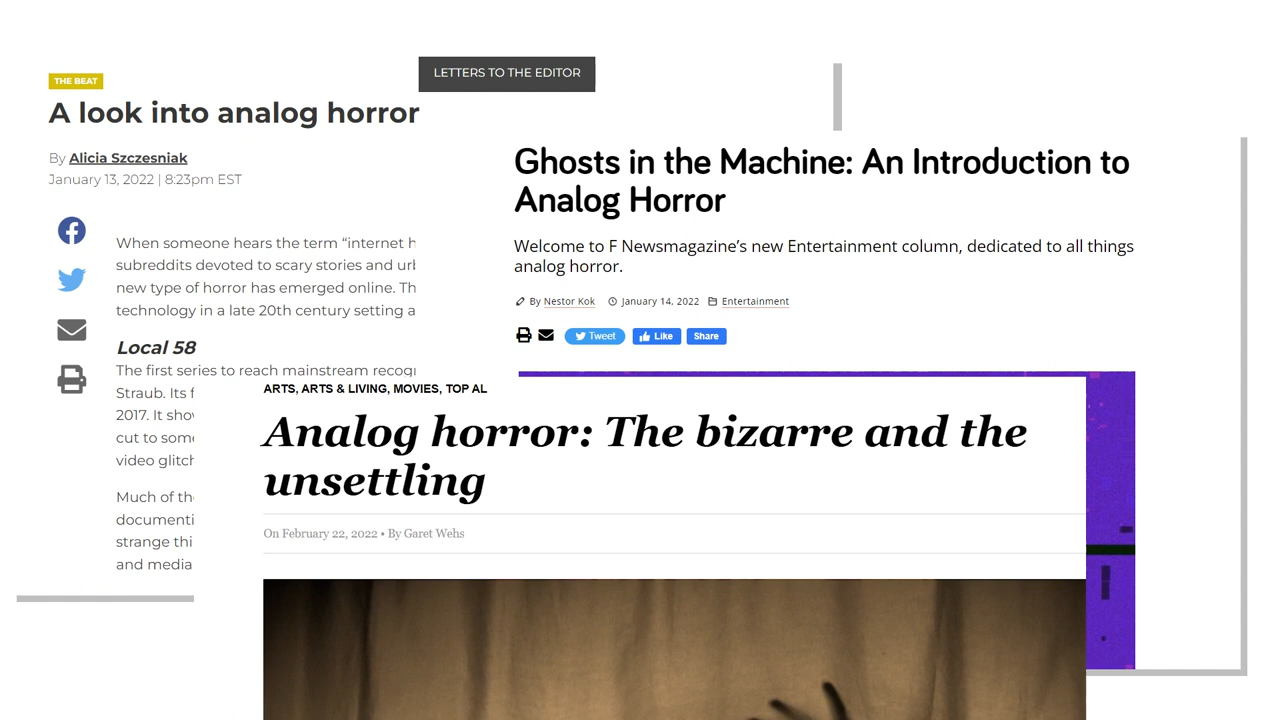 THE BEAT
A look into analog horror
By Alicia Szczesniak
January 13, 2022 | 8:23pm EST
When someone hears the term “internet h
subreddits devoted to scary stories and url
new type of horror has emerged online. Th
technology in a late 20th century setting a
Local 58
The first series to reach mainstream recog
Straub. Its f
2017. It sho
cut to som
video glitch
Much of th
documenti
strange thi
and media
LETTERS TO THE EDITOR
Ghosts in the Machine: An Introduction to
Analog Horror
Welcome to F Newsmagazine’s new Entertainment column, dedicated to all things
analog horror.
By Nestor Kok January 14, 2022 Entertainment
Tweet Like Share
ARTS, ARTS & LIVING, MOVIES, TOP AL
Analog horror: The bizarre and the
unsettling
On February 22, 2022 • By Garet Wehs